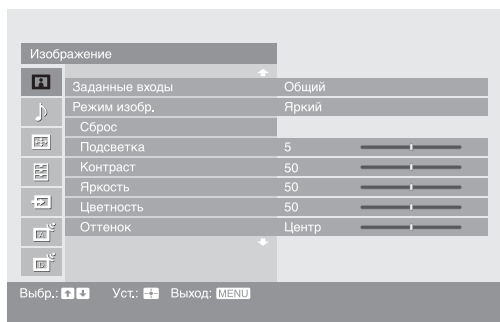 Изображение
Заданные входы Общий
Режим изобр. Яркий
Сброс
Подсветка 5
Контраст 50
Яркость 50
Цветность 50
Оттенок Центр
Выбр.: Уст.: Выход: MENU